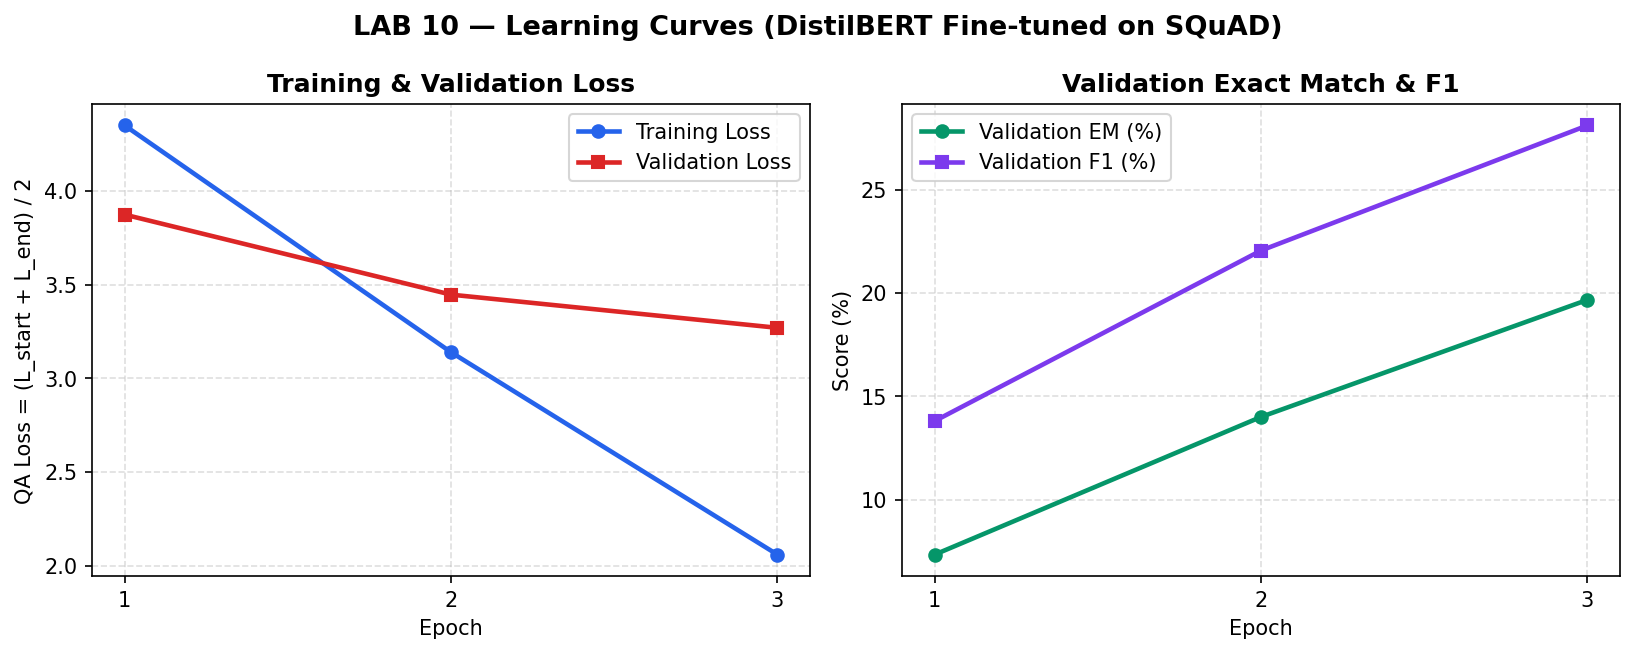 LAB 10 — Learning Curves (DistilBERT Fine-tuned on SQuAD)
Training & Validation Loss
QA Loss = (L_start + L_end) / 2
4.0
3.5
3.0
2.5
2.0
Training Loss
Validation Loss
1
2
3
Epoch
Validation Exact Match & F1
Score (%)
25
20
15
10
Validation EM (%)
Validation F1 (%)
1
2
3
Epoch